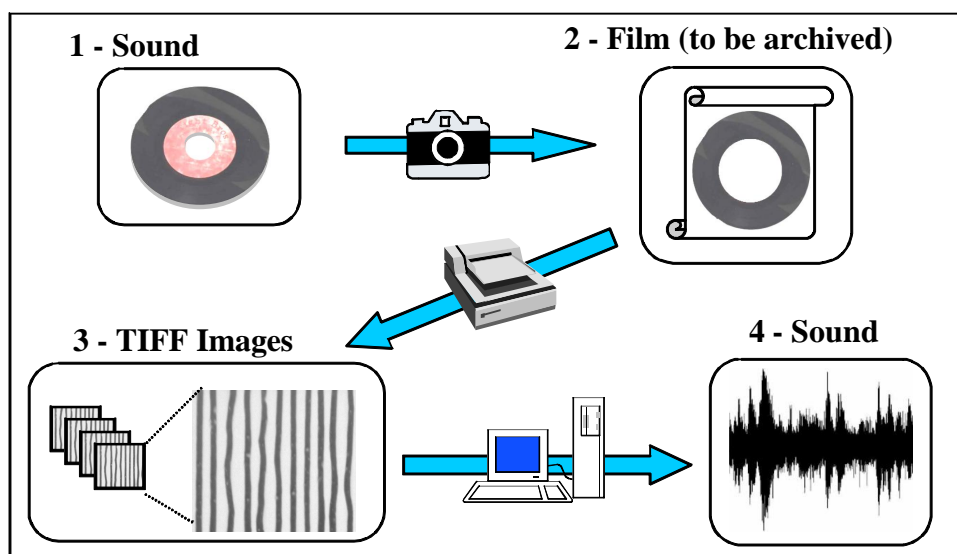 1 - Sound
2 - Film (to be archived)
3 - TIFF Images
4 - Sound